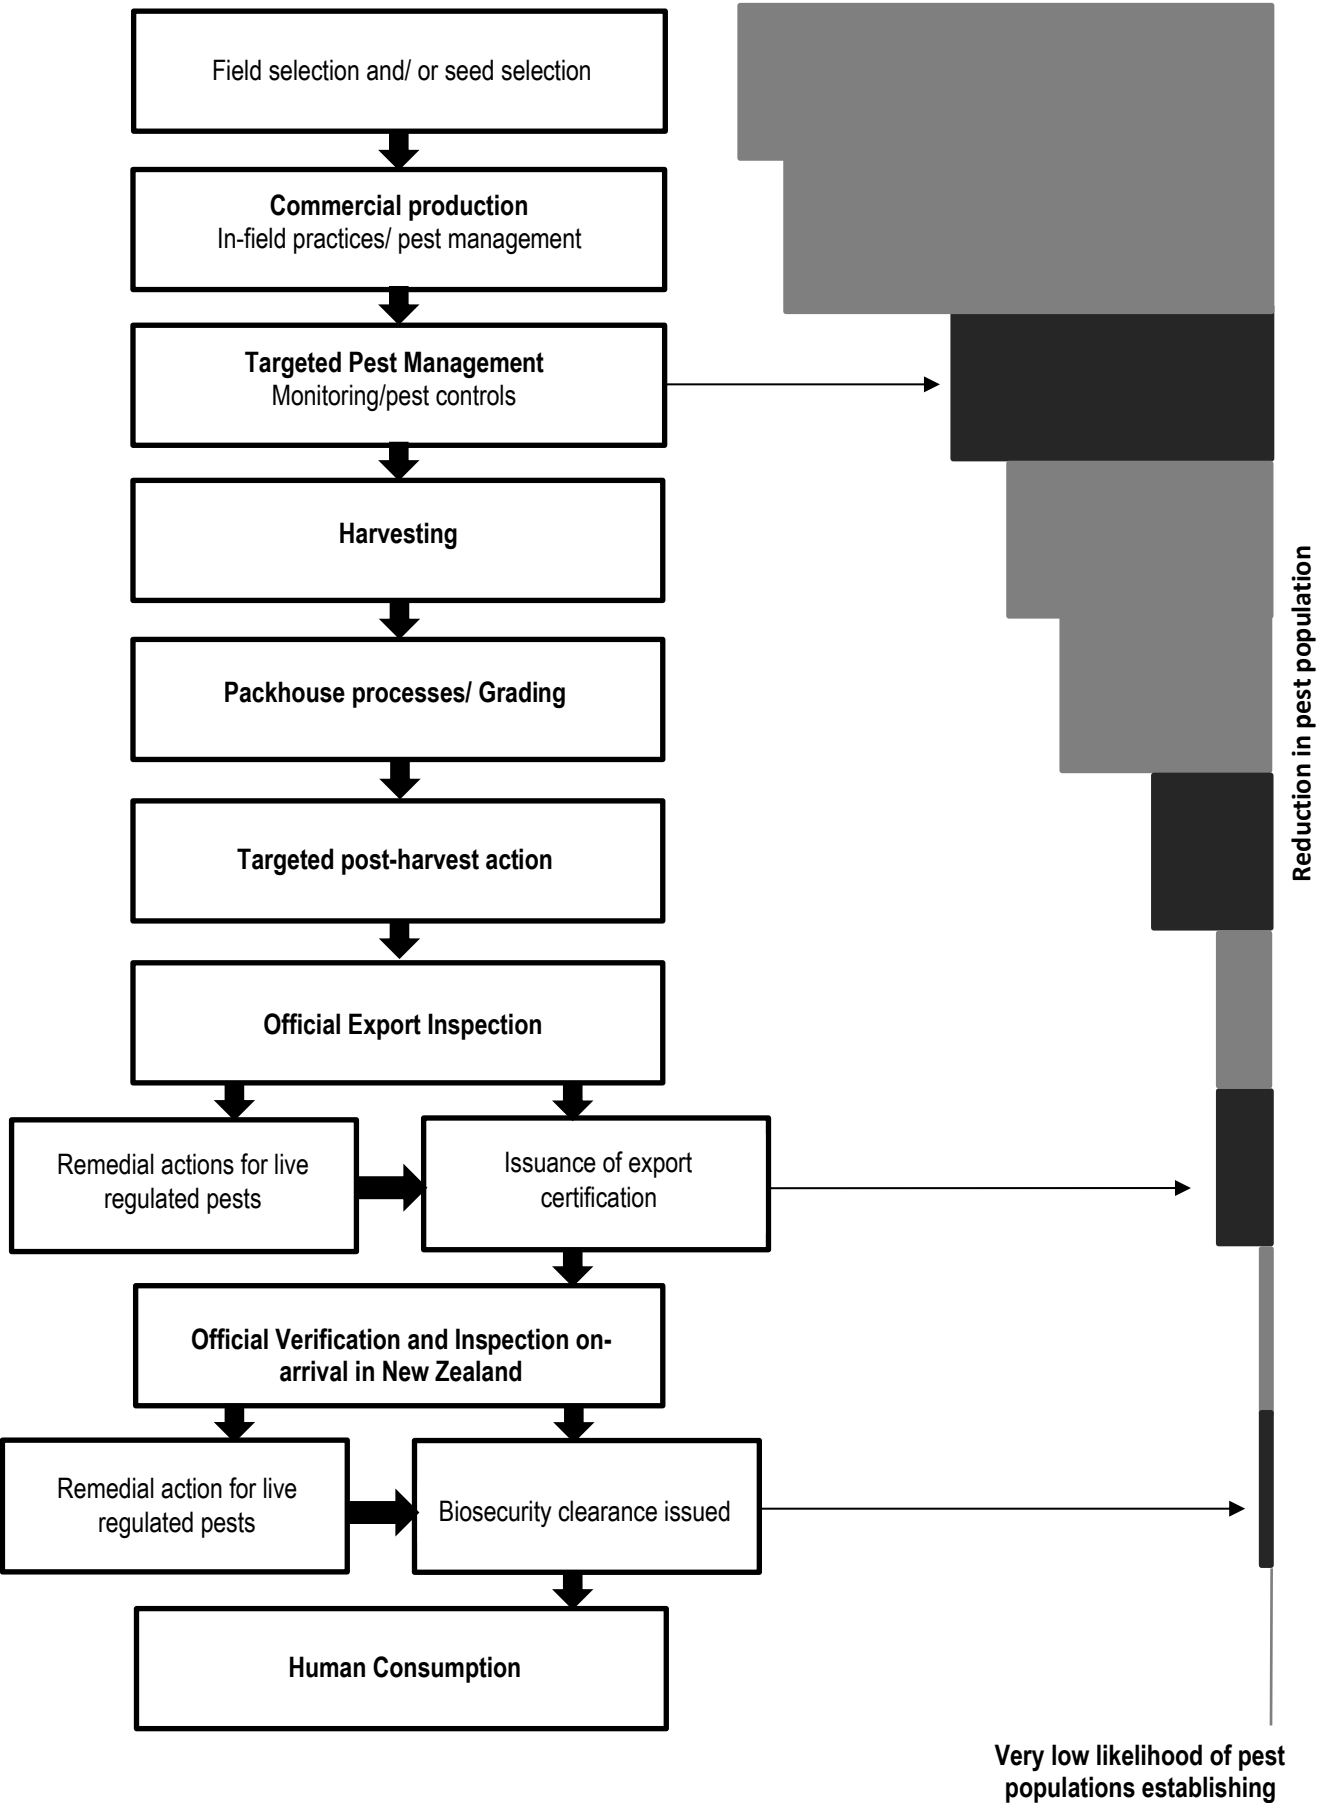 Field selection and/ or seed selection
Commercial production
In-field practices/ pest management
Targeted Pest Management
Monitoring/pest controls
Harvesting
Packhouse processes/ Grading
Targeted post-harvest action
Official Export Inspection
Remedial actions for live
regulated pests
Issuance of export
certification
Official Verification and Inspection on-
arrival in New Zealand
Remedial action for live
regulated pests
Biosecurity clearance issued
Human Consumption
Reduction in pest population
Very low likelihood of pest
populations establishing